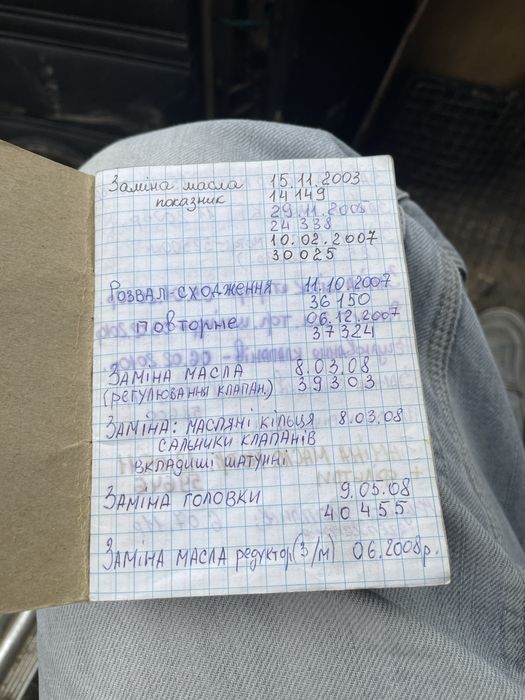 Заміна масла 15.11.2003
показник 14149
29.11.2005
24338
10.02.2007
30025
Розвал-сходження 11.10.2007
36150
повторне 06.12.2007
37324
Заміна масла 8.03.08
(регулювання клапан.) 39303
Заміна: масляні кільця 8.03.08
сальники клапанів
вкладиші шатунні
Заміна головки 9.05.08
40455
Заміна масла редуктор.(З/м) 06.2008р.